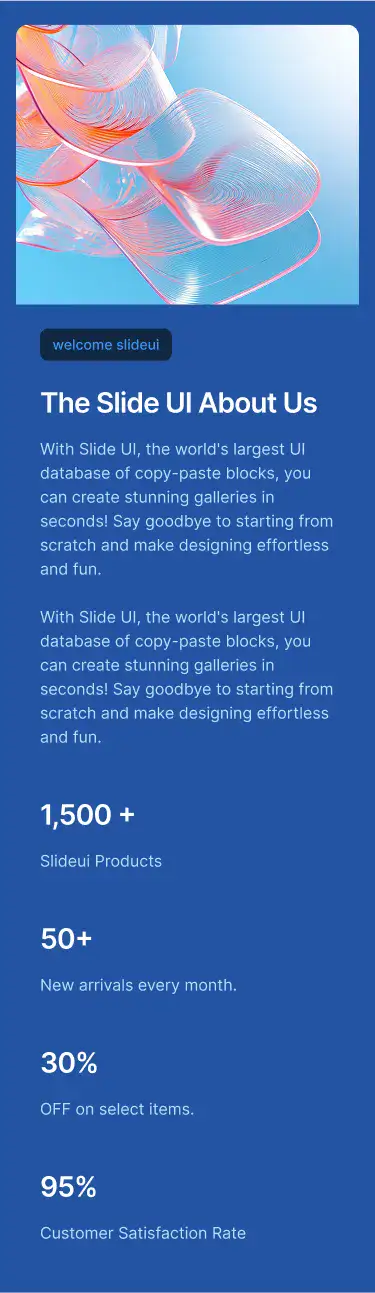 welcome slideui
The Slide UI About Us
With Slide UI, the world's largest UI
database of copy-paste blocks, you
can create stunning galleries in
seconds! Say goodbye to starting from
scratch and make designing effortless
and fun.
With Slide UI, the world's largest UI
database of copy-paste blocks, you
can create stunning galleries in
seconds! Say goodbye to starting from
scratch and make designing effortless
and fun.
1,500 +
Slideui Products
50+
New arrivals every month.
30%
OFF on select items.
95%
Customer Satisfaction Rate